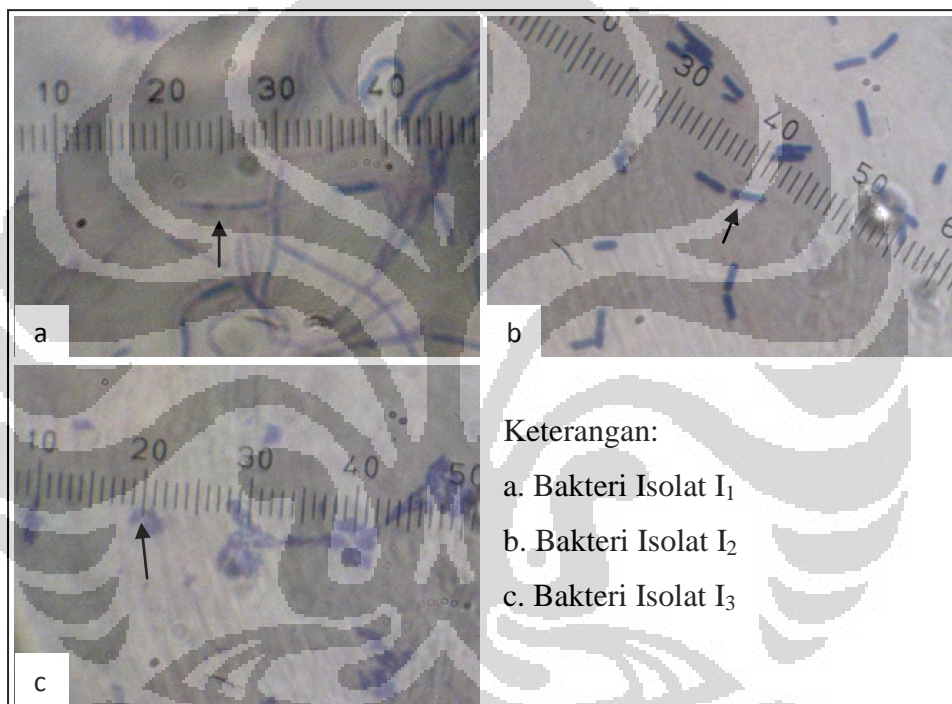 10 20 30 40
a
20 30 40 50 6
b
10 20 30 40 50
c
Keterangan:
a. Bakteri Isolat I₁
b. Bakteri Isolat I₂
c. Bakteri Isolat I₃